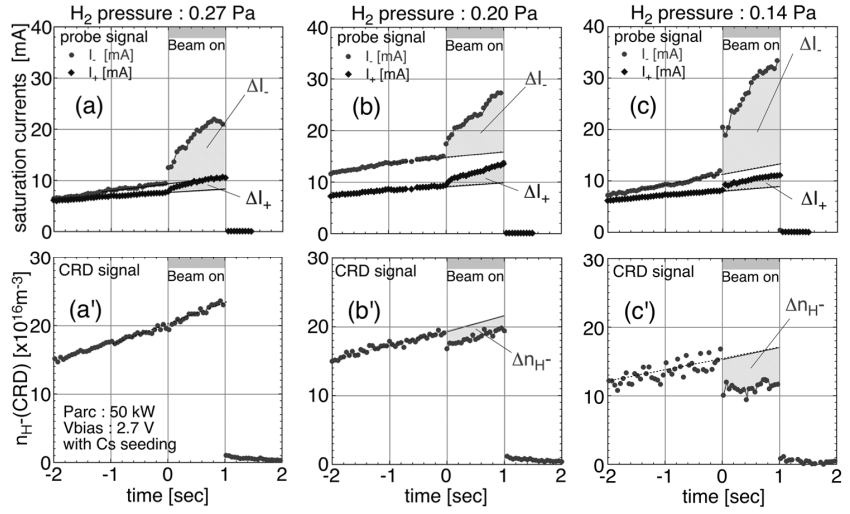 H2 pressure : 0.27 Pa
H2 pressure : 0.20 Pa
H2 pressure : 0.14 Pa
saturation currents [mA]
40
30
20
10
0
probe signal
I- [mA]
I+ [mA]
Beam on
(a)
ΔI-
ΔI+
40
30
20
10
0
probe signal
I- [mA]
I+ [mA]
Beam on
(b)
ΔI-
ΔI+
40
30
20
10
0
probe signal
I- [mA]
I+ [mA]
Beam on
(c)
ΔI-
ΔI+
nH-(CRD) [x10^16m^-3]
30
20
10
0
CRD signal
Beam on
(a')
Parc : 50 kW
Vbias : 2.7 V
with Cs seeding
-2 -1 0 1 2
time [sec]
30
20
10
0
CRD signal
Beam on
(b')
ΔnH-
-2 -1 0 1 2
time [sec]
30
20
10
0
CRD signal
Beam on
(c')
ΔnH-
-2 -1 0 1 2
time [sec]